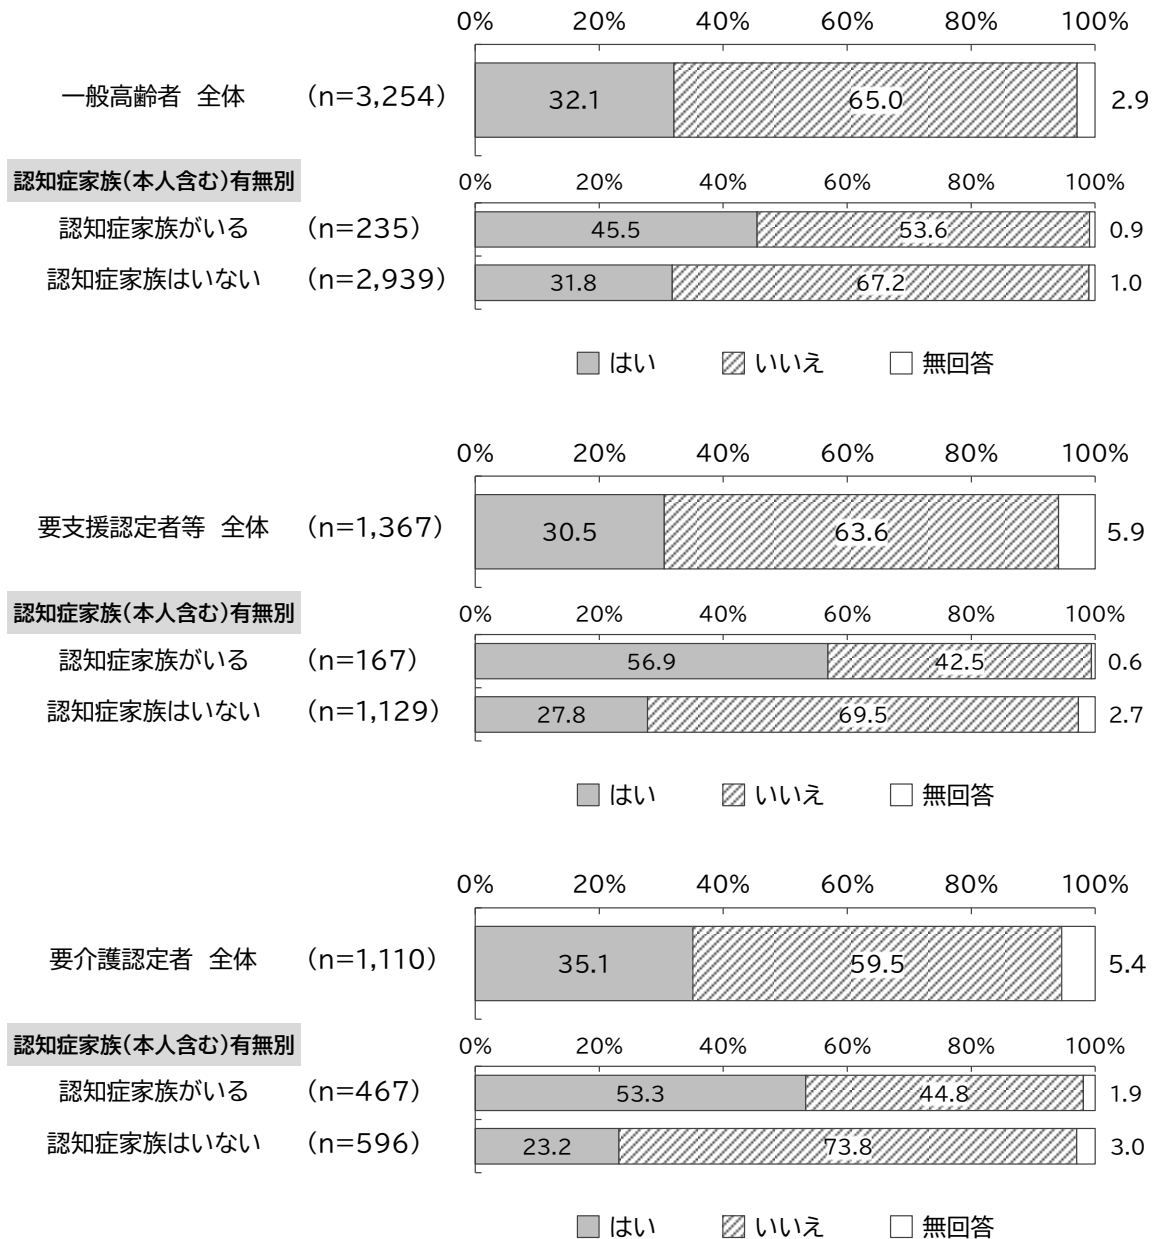 0% 20% 40% 60% 80% 100%
一般高齢者 全体 (n=3,254) 32.1 65.0 2.9
認知症家族(本人含む)有無別 0% 20% 40% 60% 80% 100%
認知症家族がいる (n=235) 45.5 53.6 0.9
認知症家族はいない (n=2,939) 31.8 67.2 1.0
はい いいえ 無回答
0% 20% 40% 60% 80% 100%
要支援認定者等 全体 (n=1,367) 30.5 63.6 5.9
認知症家族(本人含む)有無別 0% 20% 40% 60% 80% 100%
認知症家族がいる (n=167) 56.9 42.5 0.6
認知症家族はいない (n=1,129) 27.8 69.5 2.7
はい いいえ 無回答
0% 20% 40% 60% 80% 100%
要介護認定者 全体 (n=1,110) 35.1 59.5 5.4
認知症家族(本人含む)有無別 0% 20% 40% 60% 80% 100%
認知症家族がいる (n=467) 53.3 44.8 1.9
認知症家族はいない (n=596) 23.2 73.8 3.0
はい いいえ 無回答